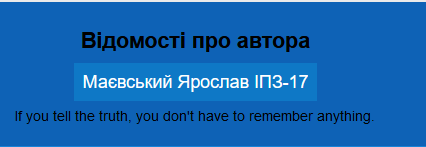 Відомості про автора
Маєвський Ярослав ІПЗ-17
If you tell the truth, you don't have to remember anything.